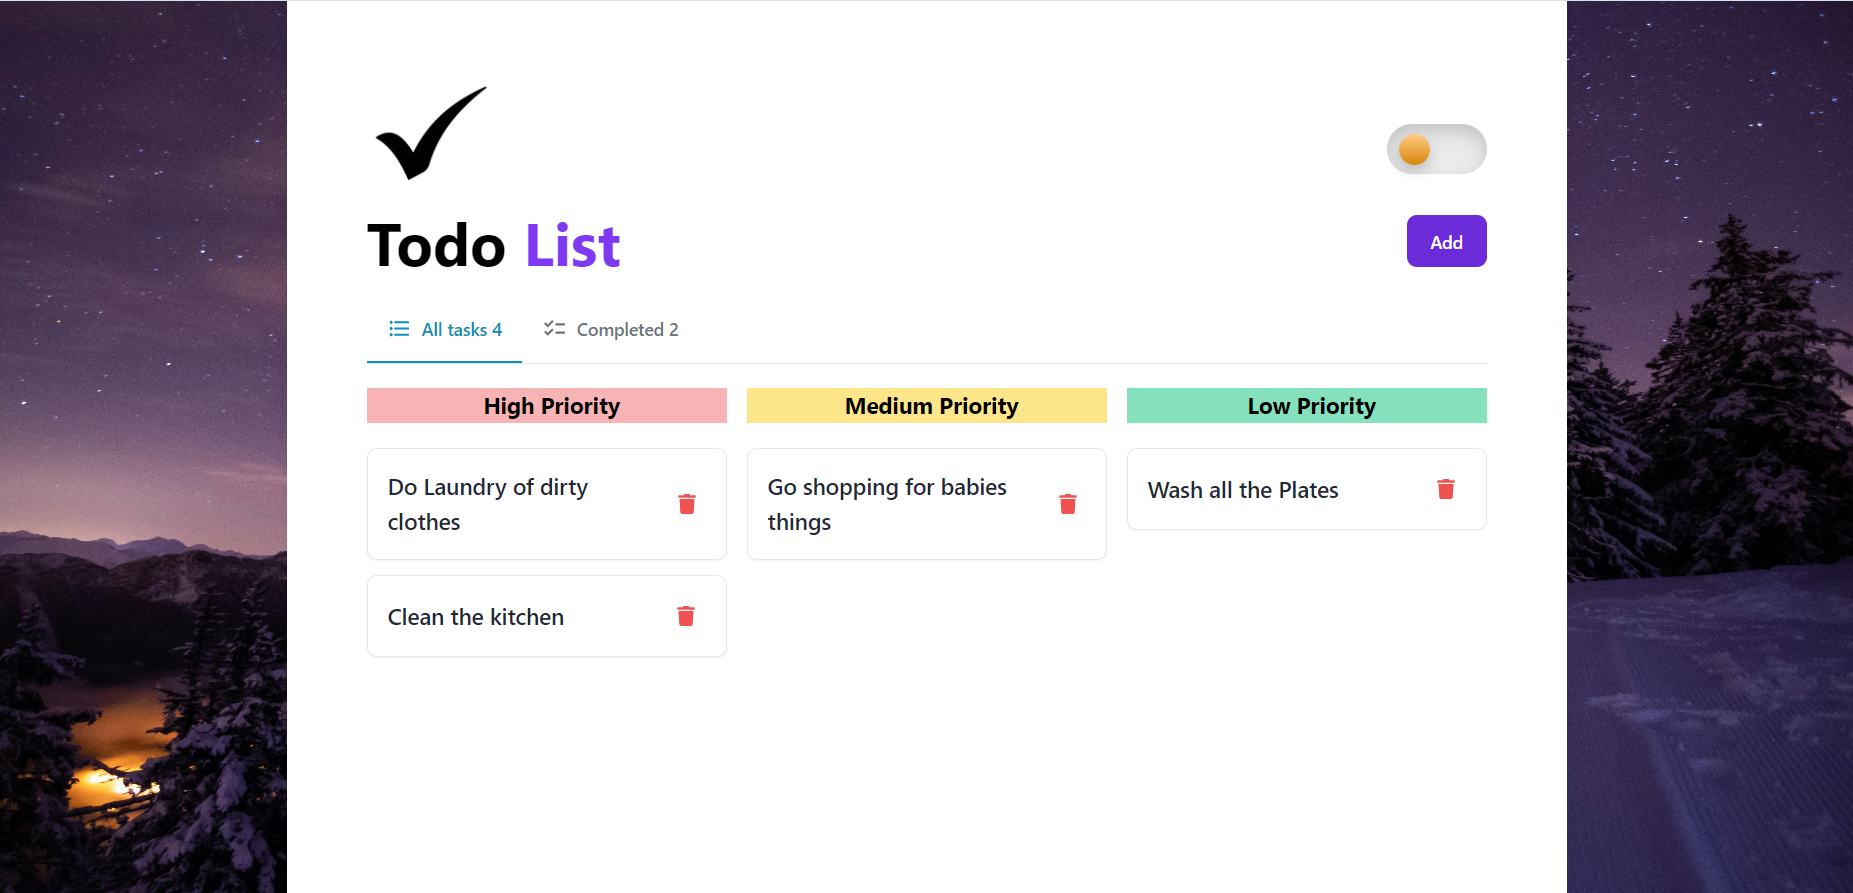 Todo List
Add
All tasks 4
Completed 2
High Priority
Do Laundry of dirty
clothes
Clean the kitchen
Medium Priority
Go shopping for babies
things
Low Priority
Wash all the Plates